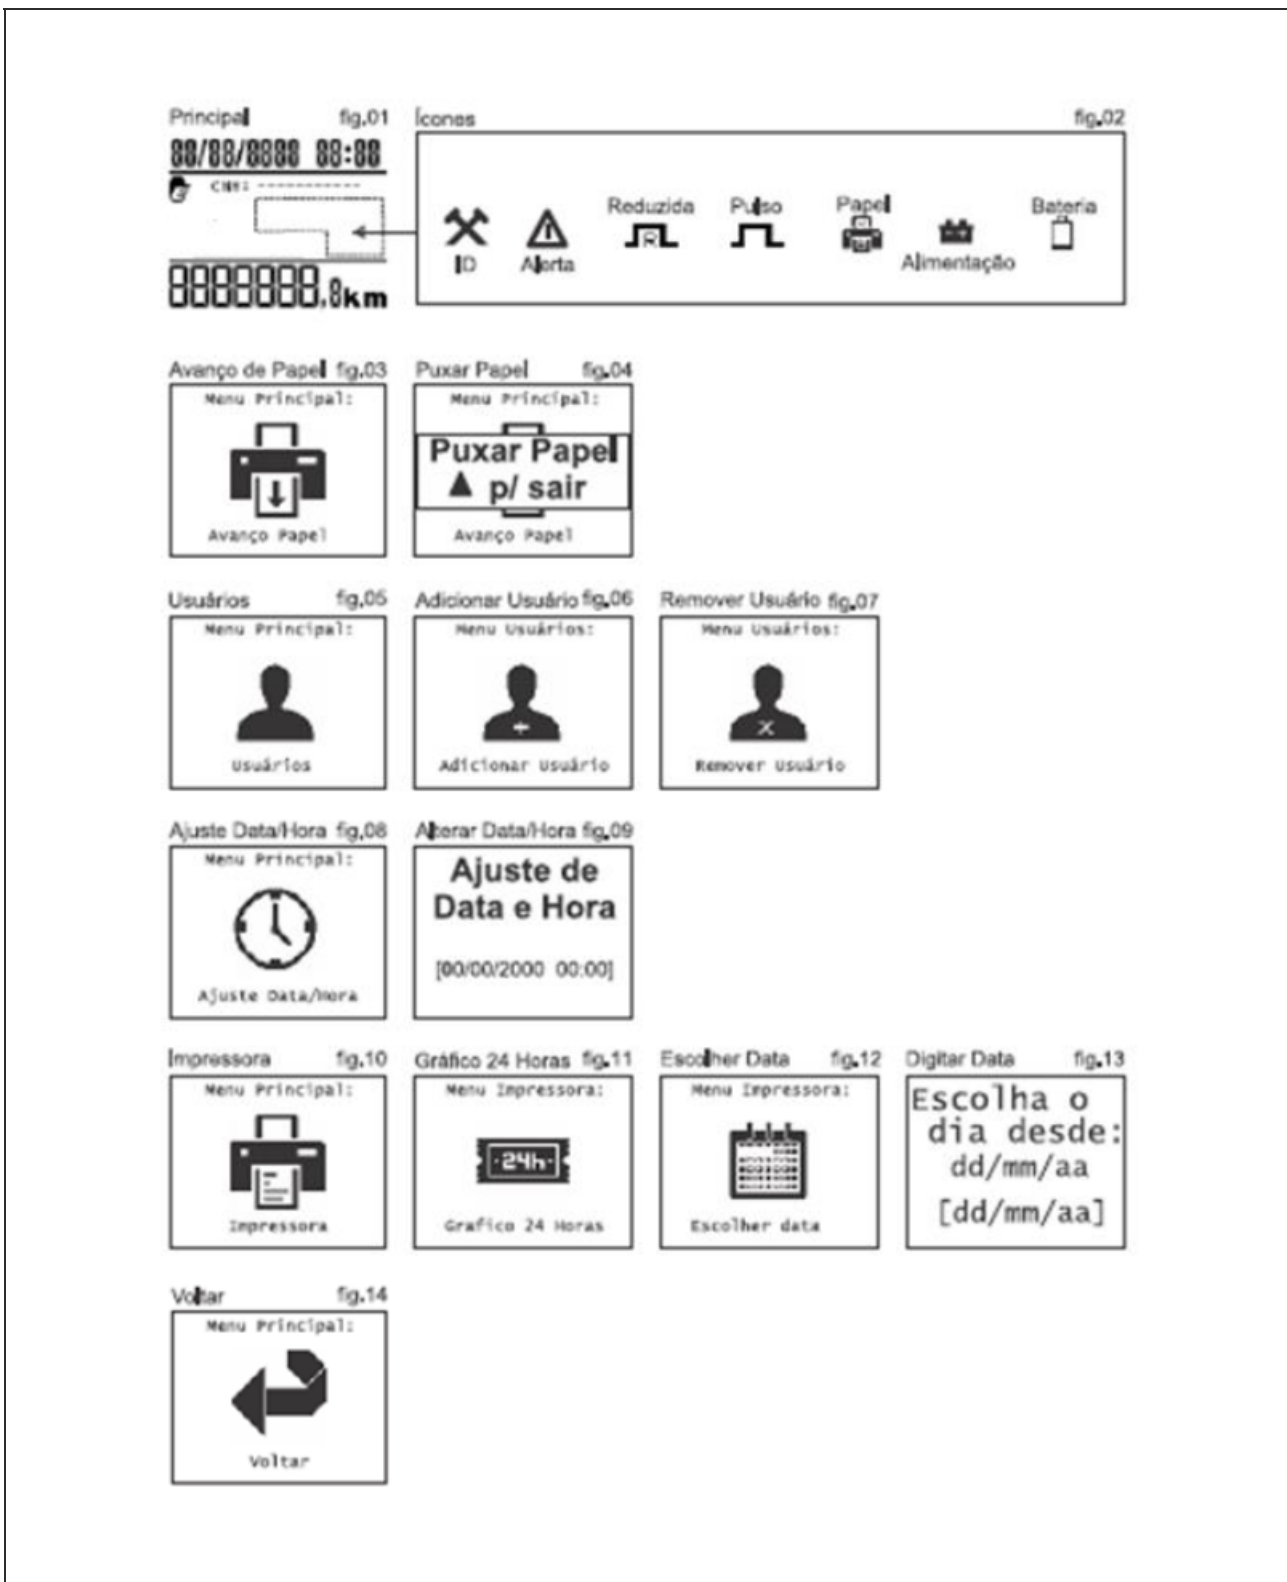 Principal fig.01 Ícones fig.02
88/88/8888 88:88
CNH: ------------
Reduzida Pulso Papel Bateria
R
ID Alerta Alimentação
8888888.8km
Avanço de Papel fig.03 Puxar Papel fig.04
Menu Principal: Menu Principal:
Puxar Papel
▲ p/ sair
Avanço Papel Avanço Papel
Usuários fig.05 Adicionar Usuário fig.06 Remover Usuário fig.07
Menu Principal: Menu Usuários: Menu Usuários:
Usuários Adicionar Usuário Remover Usuário
Ajuste Data/Hora fig.08 Alterar Data/Hora fig.09
Menu Principal: Ajuste de
Data e Hora
[00/00/2000 00:00]
Ajuste Data/Hora
Impressora fig.10 Gráfico 24 Horas fig.11 Escolher Data fig.12 Digitar Data fig.13
Menu Principal: Menu Impressora: Menu Impressora: Escolha o
dia desde:
24h dd/mm/aa
[dd/mm/aa]
Impressora Grafico 24 Horas Escolher data
Voltar fig.14
Menu Principal:
Voltar